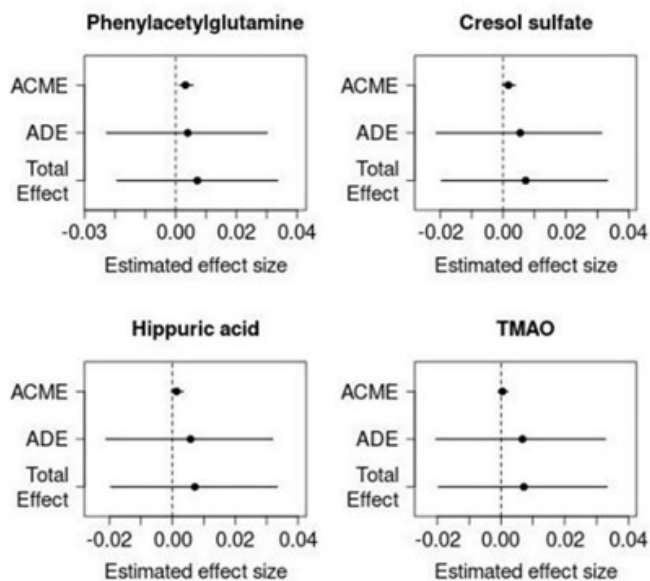 Phenylacetylglutamine
ACME
ADE
Total
Effect
-0.03 0.00 0.02 0.04
Estimated effect size
Cresol sulfate
ACME
ADE
Total
Effect
-0.02 0.00 0.02 0.04
Estimated effect size
Hippuric acid
ACME
ADE
Total
Effect
-0.02 0.00 0.02 0.04
Estimated effect size
TMAO
ACME
ADE
Total
Effect
-0.02 0.00 0.02 0.04
Estimated effect size